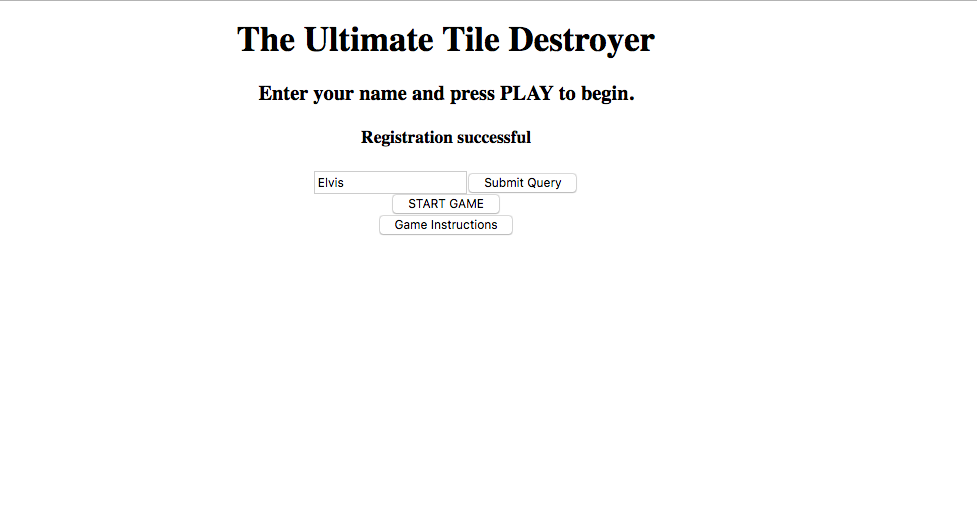 The Ultimate Tile Destroyer
Enter your name and press PLAY to begin.
Registration successful
Elvis Submit Query
START GAME
Game Instructions